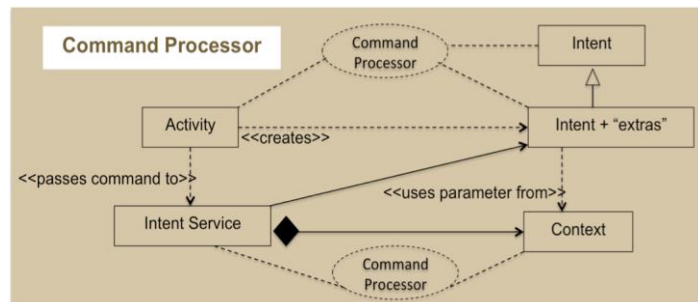 Command Processor
Command
Processor
Intent
Activity
Intent + “extras”
<<creates>>
<<passes command to>>
<<uses parameter from>>
Intent Service
Context
Command
Processor